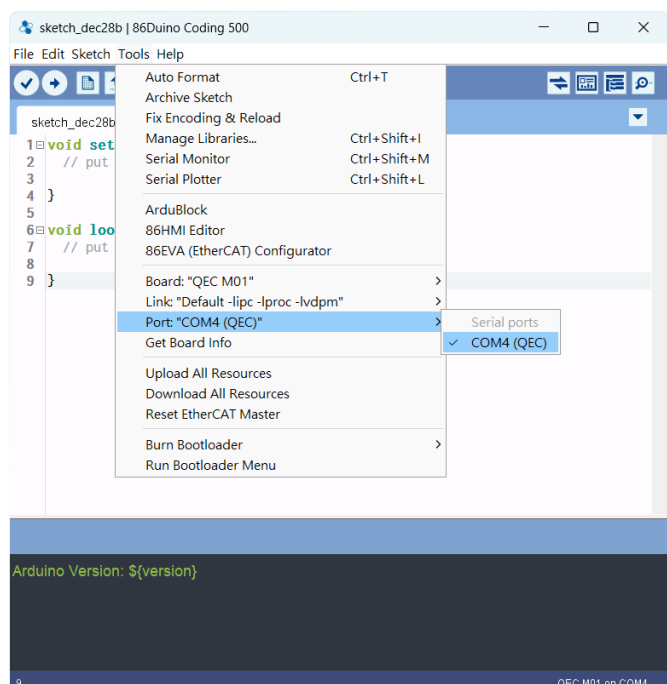 sketch_dec28b | 86Duino Coding 500
File Edit Sketch Tools Help
sketch_dec28b
Auto Format Ctrl+T
Archive Sketch
Fix Encoding & Reload
Manage Libraries... Ctrl+Shift+I
Serial Monitor Ctrl+Shift+M
Serial Plotter Ctrl+Shift+L
ArduBlock
86HMI Editor
86EVA (EtherCAT) Configurator
Board: "QEC M01"
Link: "Default -lipc -lproc -lvdpm"
Port: "COM4 (QEC)"
Get Board Info
Upload All Resources
Download All Resources
Reset EtherCAT Master
Burn Bootloader
Run Bootloader Menu
Serial ports
✓ COM4 (QEC)
1 void set
2 // put
3
4 }
5
6 void loo
7 // put
8
9 }
Arduino Version: ${version}
9 QEC M01 on COM4